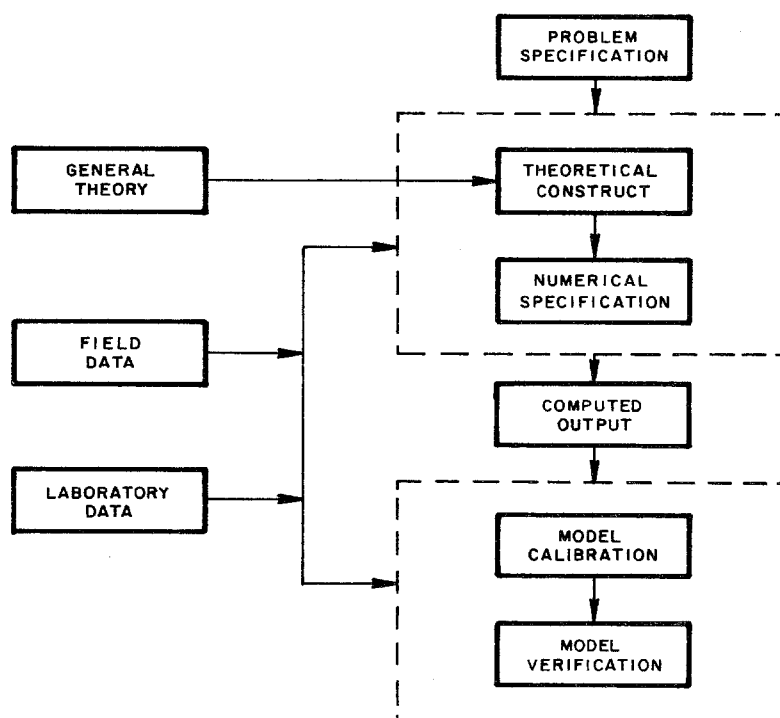 PROBLEM
SPECIFICATION
GENERAL
THEORY
THEORETICAL
CONSTRUCT
NUMERICAL
SPECIFICATION
FIELD
DATA
COMPUTED
OUTPUT
LABORATORY
DATA
MODEL
CALIBRATION
MODEL
VERIFICATION